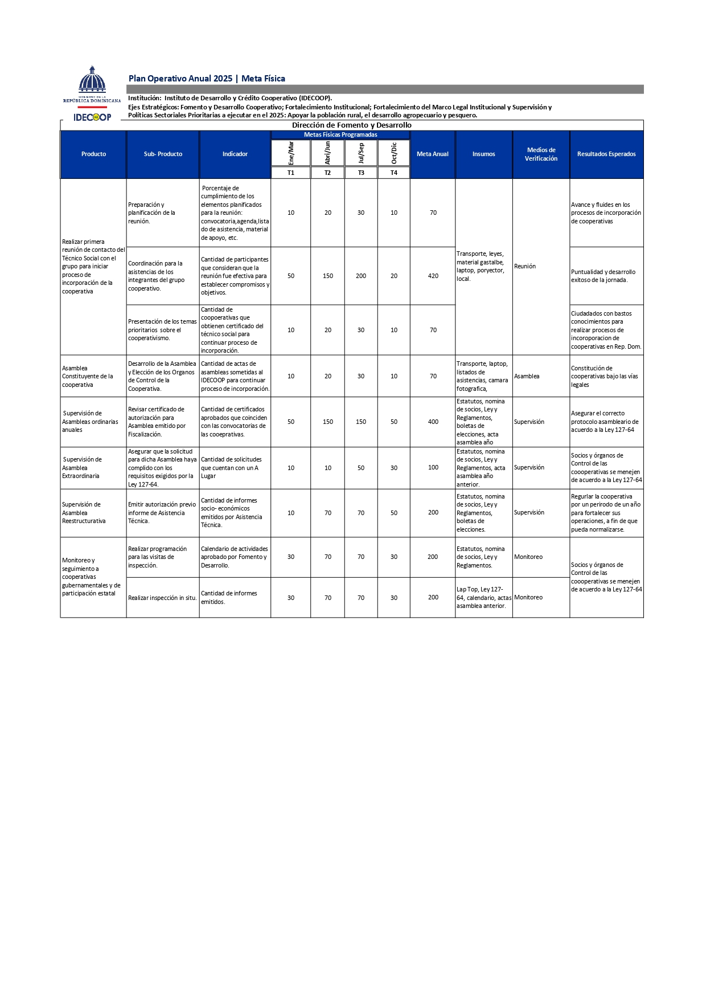 Plan Operativo Anual 2025 | Meta Física
GOBIERNO DE LA
REPÚBLICA DOMINICANA
IDECOOP
Institución:  Instituto de Desarrollo y Crédito Cooperativo (IDECOOP).
Ejes Estratégicos: Fomento y Desarrollo Cooperativo; Fortalecimiento Institucional; Fortalecimiento del Marco Legal Institucional y Supervisión y
Políticas Sectoriales Prioritarias a ejecutar en el 2025: Apoyar la población rural, el desarrollo agropecuario y pesquero.
Dirección de Fomento y Desarrollo
Producto
Sub- Producto
Indicador
Metas Físicas Programadas
Ene/Mar
Abri/Jun
Jul/Sep
Oct/Dic
T1
T2
T3
T4
Meta Anual
Insumos
Medios de
Verificación
Resultados Esperados
Realizar primera
reunión de contacto del
Técnico Social con el
grupo para iniciar
proceso de
incorporación de la
cooperativa
Preparación y
planificación de la
reunión.
Porcentaje de
cumplimiento de los
elementos planificados
para la reunión:
convocatoria,agenda,lista
do de asistencia, material
de apoyo, etc.
10
20
30
10
70
Transporte, leyes,
material gastalbe,
laptop, poryector,
local.
Reunión
Avance y fluides en los
procesos de incorporación
de cooperativas
Coordinación para la
asistencias de los
integrantes del grupo
cooperativo.
Cantidad de participantes
que consideran que la
reunión fue efectiva para
establecer compromisos y
objetivos.
50
150
200
20
420
Puntualidad y desarrollo
exitoso de la jornada.
Presentación de los temas
prioritarios  sobre el
cooperativismo.
Cantidad de
coopoerativas que
obtienen certificado del
técnico social para
continuar proceso de
incorporación.
10
20
30
10
70
Ciudadados con bastos
conocimientos para
realizar procesos de
incoroporacion de
cooperativas en Rep. Dom.
Asamblea
Constituyente de la
cooperativa
Desarrollo de la Asamblea
y Elección de los Organos
de Control de la
Cooperativa.
Cantidad de actas de
asambleas sometidas al
IDECOOP para continuar
proceso de incorporación.
10
20
30
10
70
Transporte, laptop,
listados de
asistencias, camara
fotografica,
Asamblea
Constitución de
cooperativas bajo las vías
legales
Supervisión de
Asambleas ordinarias
anuales
Revisar certificado de
autorización para
Asamblea emitido por
Fiscalización.
Cantidad de certificados
aprobados que coinciden
con las convocatorias de
las cooeprativas.
50
150
150
50
400
Estatutos, nomina
de socios, Ley y
Reglamentos,
boletas de
elecciones, acta
asamblea año
Supervisión
Asegurar el correcto
protocolo asambleario de
acuerdo a la Ley 127-64
Supervisión de
Asamblea
Extraordinaria
Asegurar que la solicitud
para dicha Asamblea haya
complido con los
requisitos exigidos por la
Ley 127-64.
Cantidad de solicitudes
que cuentan con un A
Lugar
10
10
50
30
100
Estatutos, nomina
de socios, Ley y
Reglamentos, acta
asamblea año
anterior.
Supervisión
Socios y órganos de
Control de las
coooperativas se menejen
de acuerdo a la Ley 127-64
Supervisión de
Asamblea
Reestructurativa
Emitir autorización previo
informe de Asistencia
Técnica.
Cantidad de informes
socio- económicos
emitidos por Asistencia
Técnica.
10
70
70
50
200
Estatutos, nomina
de socios, Ley y
Reglamentos,
boletas de
elecciones.
Supervisión
Regurlar la cooperativa
por un perirodo de un año
para fortalecer sus
operaciones, a fin de que
pueda normalizarse.
Monitoreo y
seguimiento a
cooperativas
gubernamentales y de
participación estatal
Realizar programación
para las visitas de
inspección.
Calendario de actividades
aprobado por Fomento y
Desarrollo.
30
70
70
30
200
Estatutos, nomina
de socios, Ley y
Reglamentos.
Monitoreo
Socios y órganos de
Control de las
coooperativas se menejen
de acuerdo a la Ley 127-64
Realizar inspección in situ.
Cantidad de informes
emitidos.
30
70
70
30
200
Lap Top, Ley 127-
64, calendario, actas
asamblea anterior.
Monitoreo